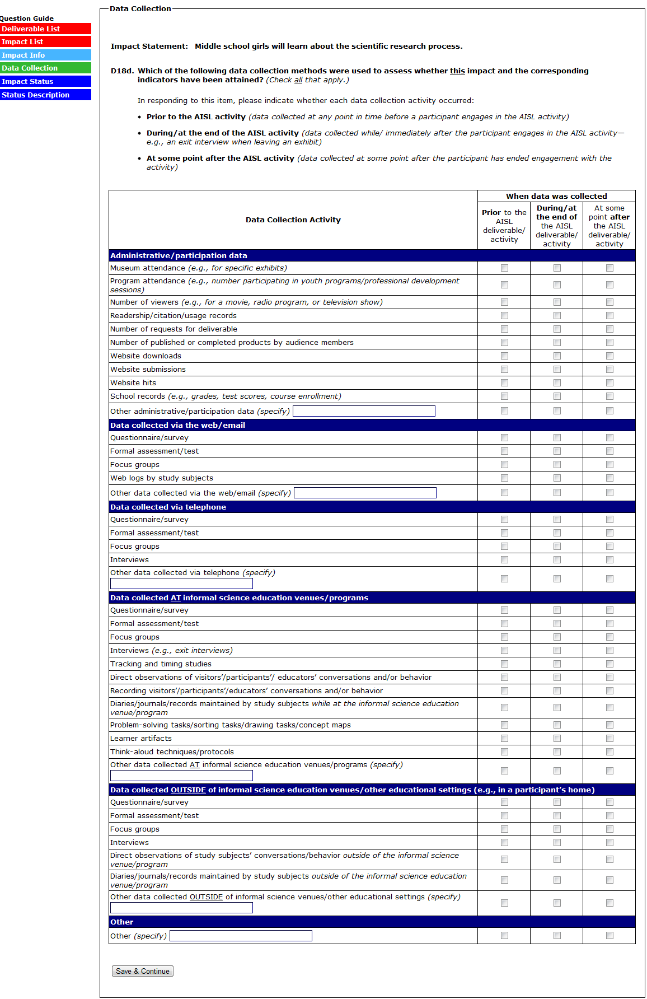 Data Collection
Question Guide
Deliverable List
Impact List
Impact Info
Data Collection
Impact Status
Status Description
Impact Statement: Middle school girls will learn about the scientific research process.
D18d. Which of the following data collection methods were used to assess whether this impact and the corresponding
indicators have been attained? (Check all that apply.)
In responding to this item, please indicate whether each data collection activity occurred:
• Prior to the AISL activity (data collected at any point in time before a participant engages in the AISL activity)
• During/at the end of the AISL activity (data collected while/ immediately after the participant engages in the AISL activity—
e.g., an exit interview when leaving an exhibit)
• At some point after the AISL activity (data collected at some point after the participant has ended engagement with the
activity)
Data Collection Activity
When data was collected
Prior to the
AISL
deliverable/
activity
During/at
the end of
the AISL
deliverable/
activity
At some
point after
the AISL
deliverable/
activity
Administrative/participation data
Museum attendance (e.g., for specific exhibits)
Program attendance (e.g., number participating in youth programs/professional development
sessions)
Number of viewers (e.g., for a movie, radio program, or television show)
Readership/citation/usage records
Number of requests for deliverable
Number of published or completed products by audience members
Website downloads
Website submissions
Website hits
School records (e.g., grades, test scores, course enrollment)
Other administrative/participation data (specify)
Data collected via the web/email
Questionnaire/survey
Formal assessment/test
Focus groups
Web logs by study subjects
Other data collected via the web/email (specify)
Data collected via telephone
Questionnaire/survey
Formal assessment/test
Focus groups
Interviews
Other data collected via telephone (specify)
Data collected AT informal science education venues/programs
Questionnaire/survey
Formal assessment/test
Focus groups
Interviews (e.g., exit interviews)
Tracking and timing studies
Direct observations of visitors’/participants’/ educators’ conversations and/or behavior
Recording visitors’/participants’/educators’ conversations and/or behavior
Diaries/journals/records maintained by study subjects while at the informal science education
venue/program
Problem-solving tasks/sorting tasks/drawing tasks/concept maps
Learner artifacts
Think-aloud techniques/protocols
Other data collected AT informal science education venues/programs (specify)
Data collected OUTSIDE of informal science education venues/other educational settings (e.g., in a participant’s home)
Questionnaire/survey
Formal assessment/test
Focus groups
Interviews
Direct observations of study subjects’ conversations/behavior outside of the informal science
venue/program
Diaries/journals/records maintained by study subjects outside of the informal science education
venue/program
Other data collected OUTSIDE of informal science venues/other educational settings (specify)
Other
Other (specify)
Save & Continue